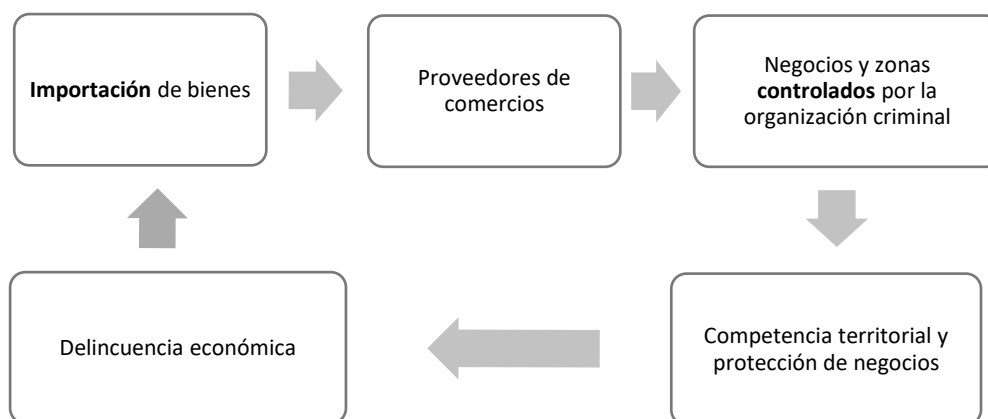 Importación de bienes
Proveedores de
comercios
Negocios y zonas
controlados por la
organización criminal
Competencia territorial y
protección de negocios
Delincuencia económica